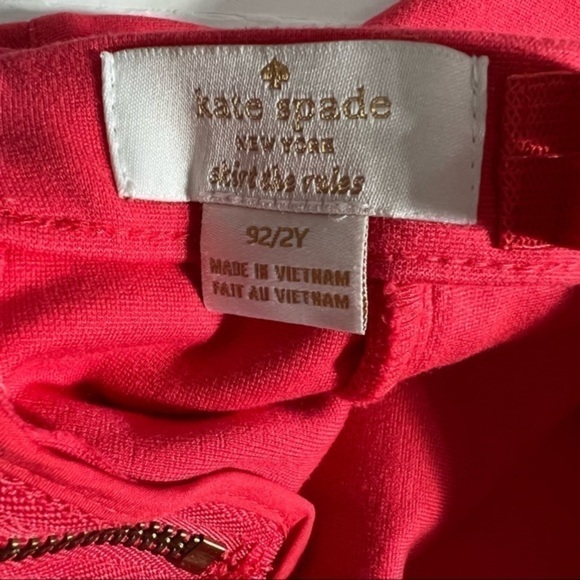 kate spade
NEW YORK
skirt the rules
92/2Y
MADE IN VIETNAM
FAIT AU VIETNAM